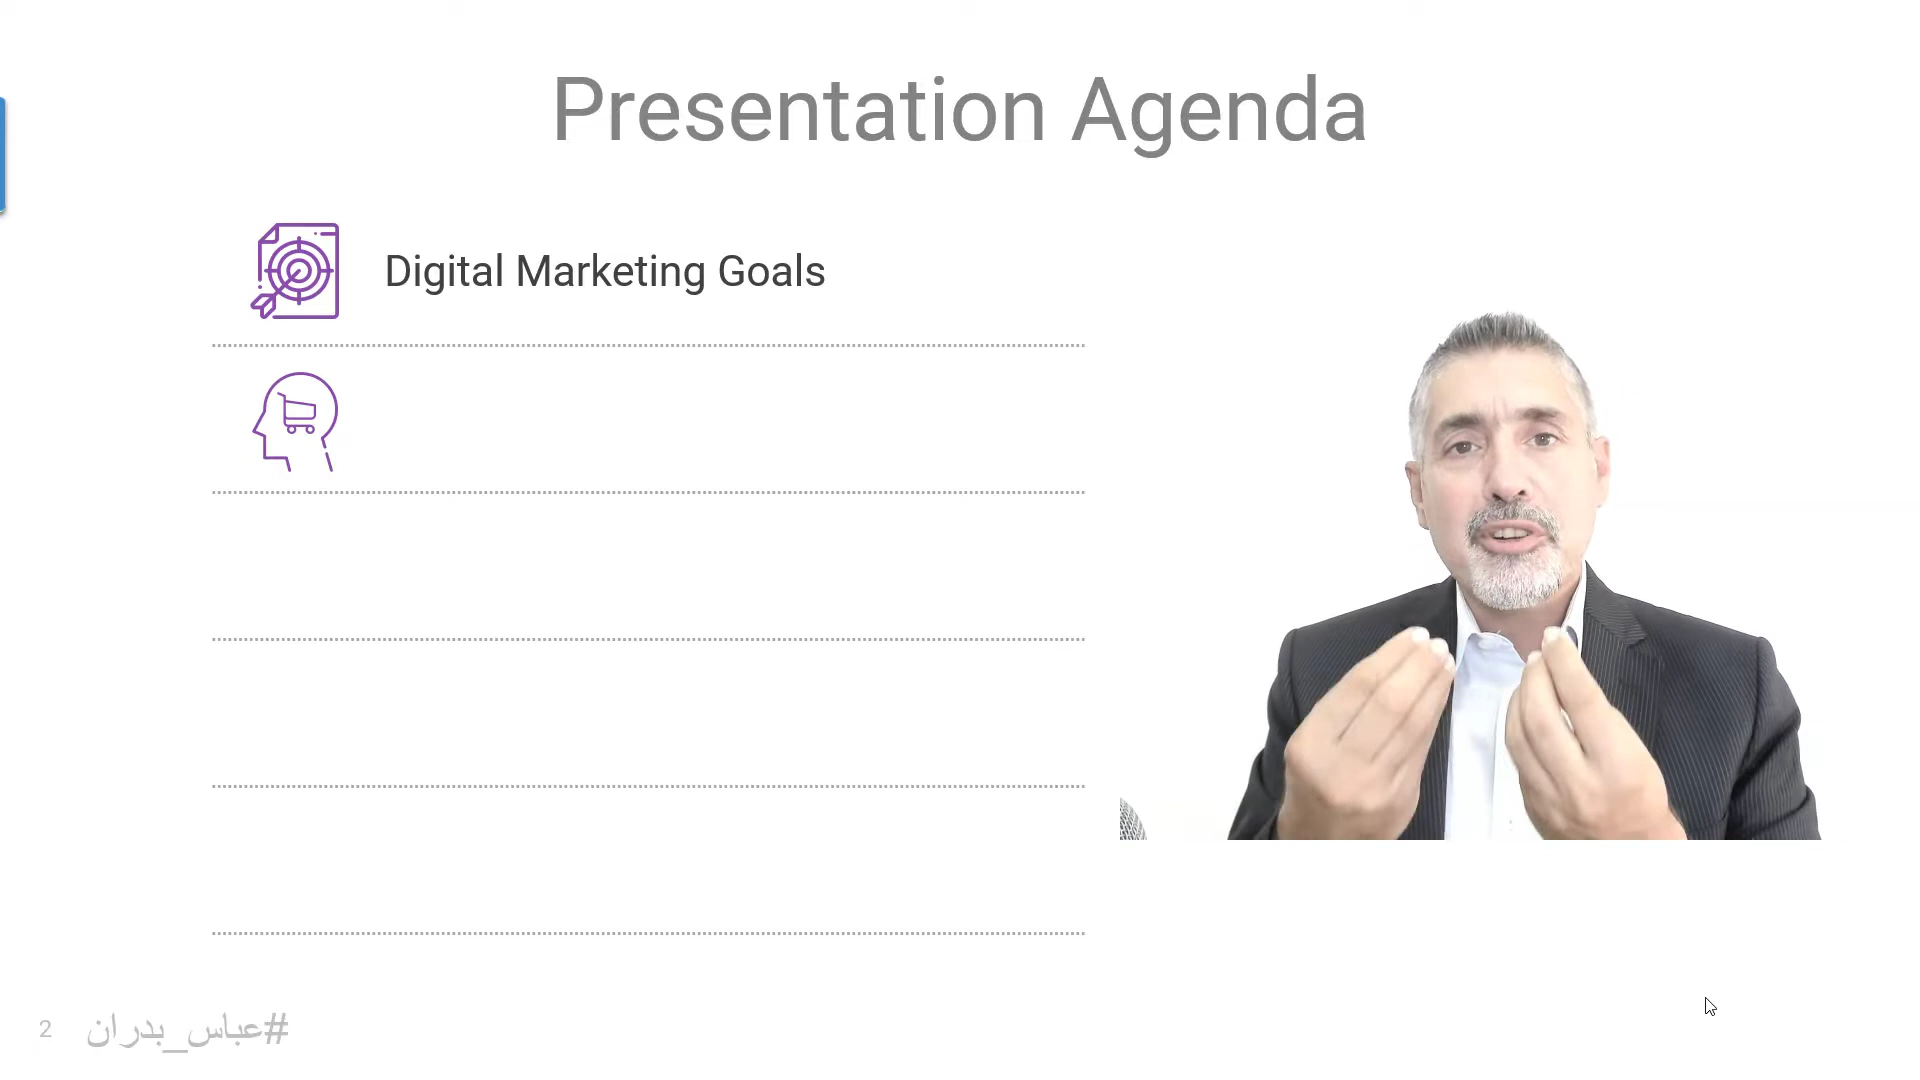 Presentation Agenda
Digital Marketing Goals
2
#عباس_بدران